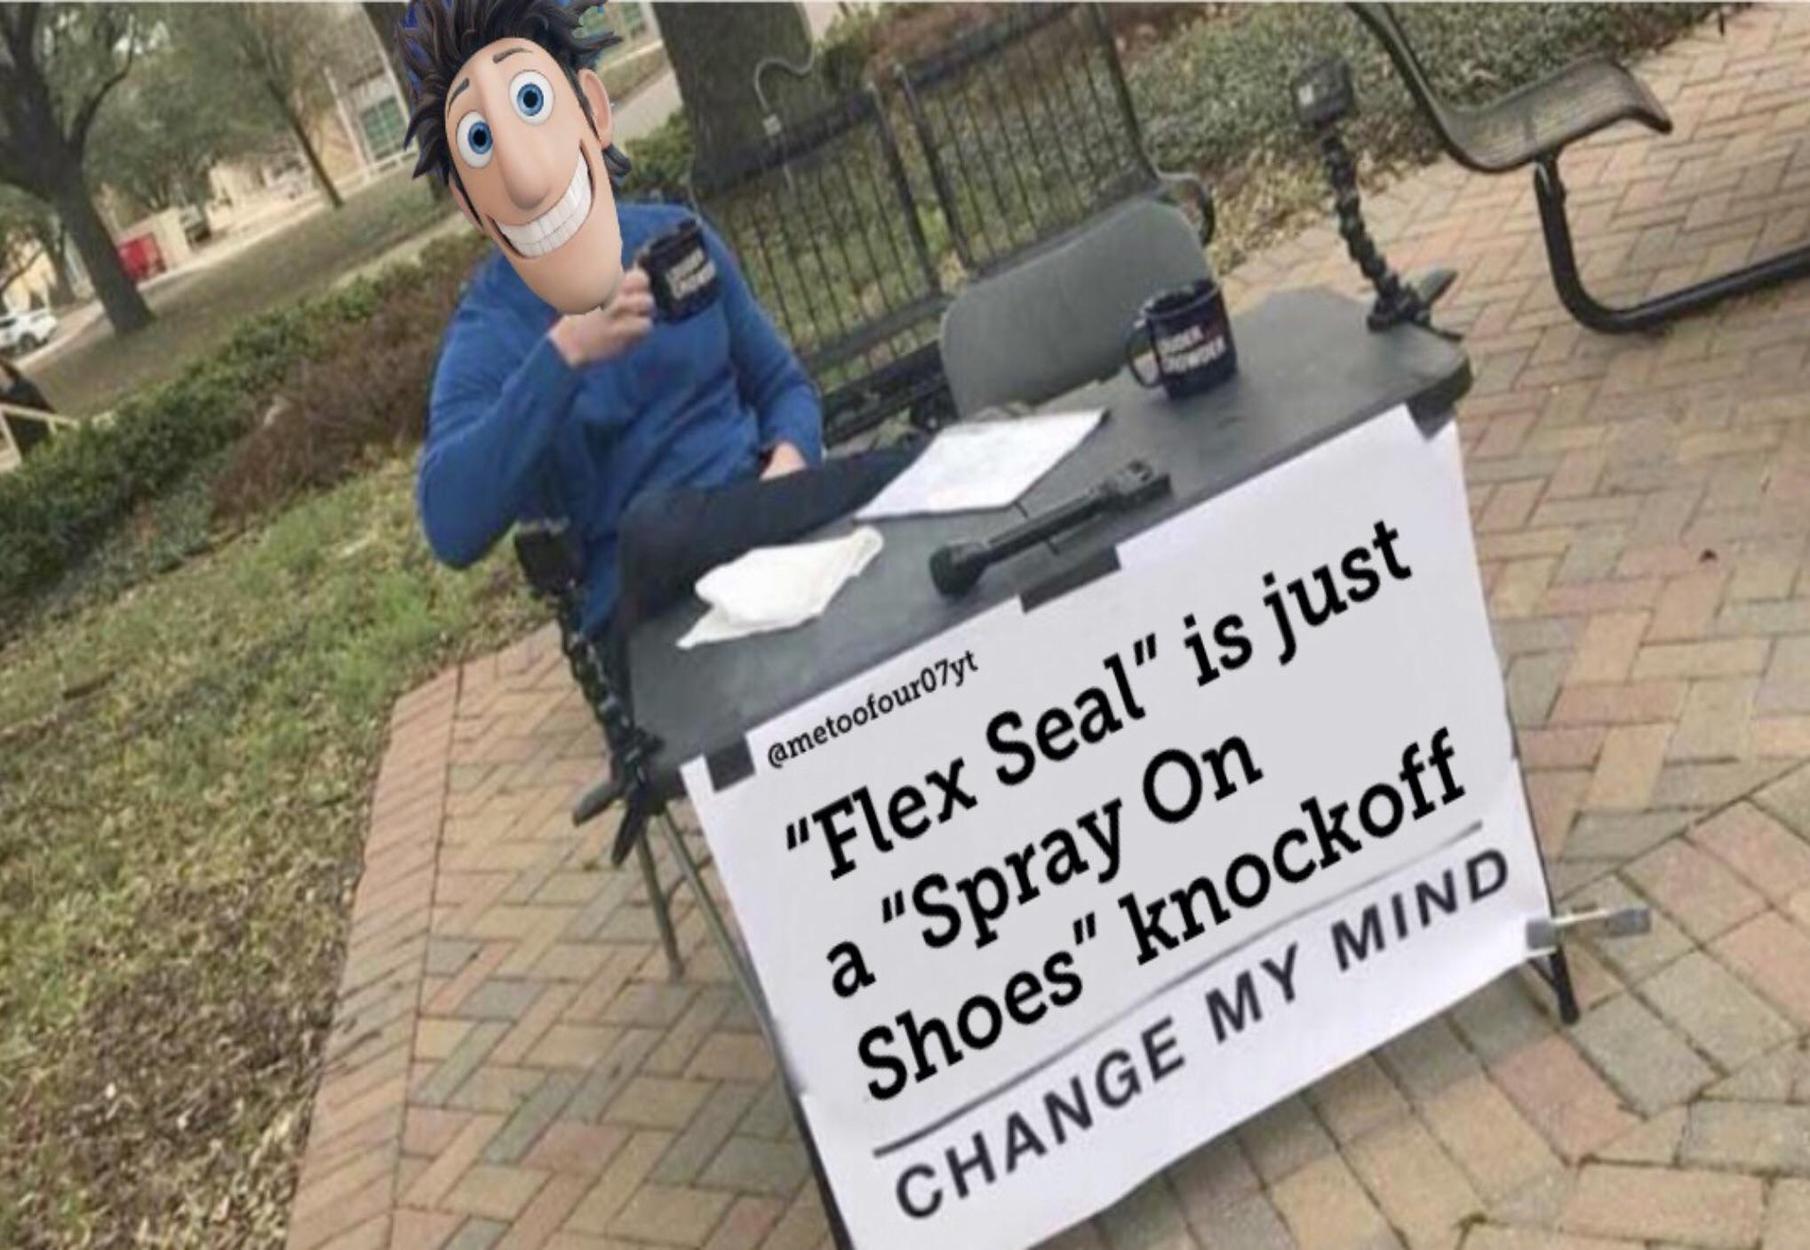 @metoofour07yt
“Flex Seal” is just
a “Spray On
Shoes” knockoff
CHANGE MY MIND